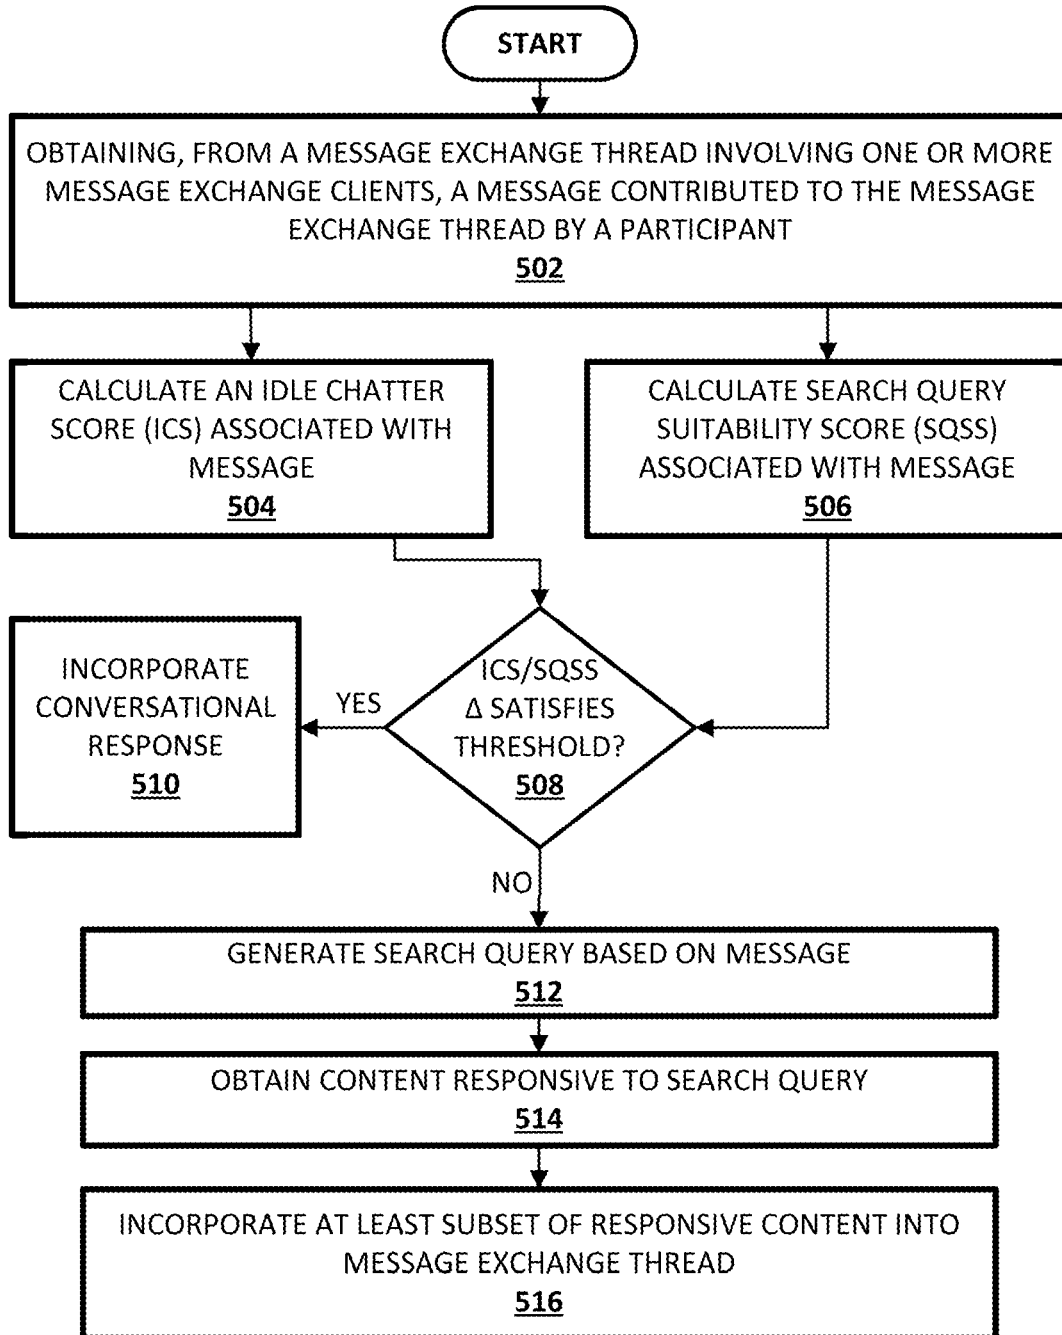 START
OBTAINING, FROM A MESSAGE EXCHANGE THREAD INVOLVING ONE OR MORE
MESSAGE EXCHANGE CLIENTS, A MESSAGE CONTRIBUTED TO THE MESSAGE
EXCHANGE THREAD BY A PARTICIPANT
502
CALCULATE AN IDLE CHATTER
SCORE (ICS) ASSOCIATED WITH
MESSAGE
504
CALCULATE SEARCH QUERY
SUITABILITY SCORE (SQSS)
ASSOCIATED WITH MESSAGE
506
ICS/SQSS
Δ SATISFIES
THRESHOLD?
508
YES
INCORPORATE
CONVERSATIONAL
RESPONSE
510
NO
GENERATE SEARCH QUERY BASED ON MESSAGE
512
OBTAIN CONTENT RESPONSIVE TO SEARCH QUERY
514
INCORPORATE AT LEAST SUBSET OF RESPONSIVE CONTENT INTO
MESSAGE EXCHANGE THREAD
516